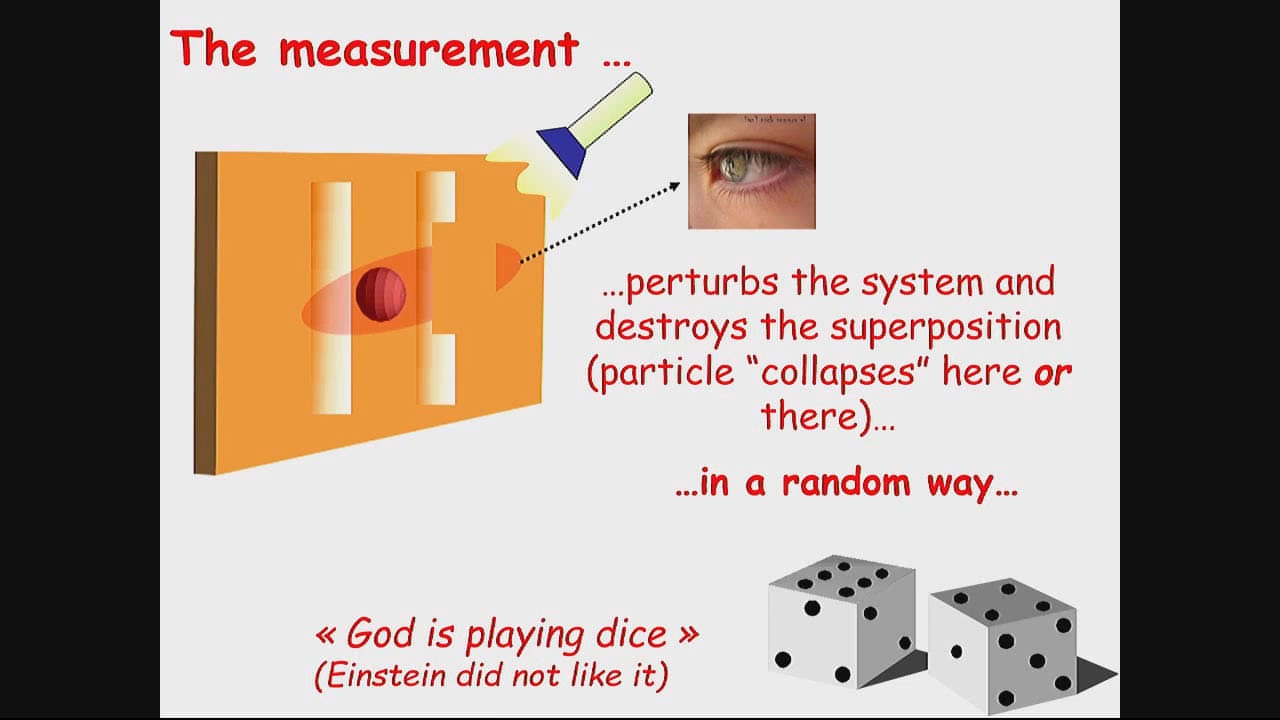 The measurement ...
...perturbs the system and
destroys the superposition
(particle “collapses” here or
there)...
...in a random way...
« God is playing dice »
(Einstein did not like it)